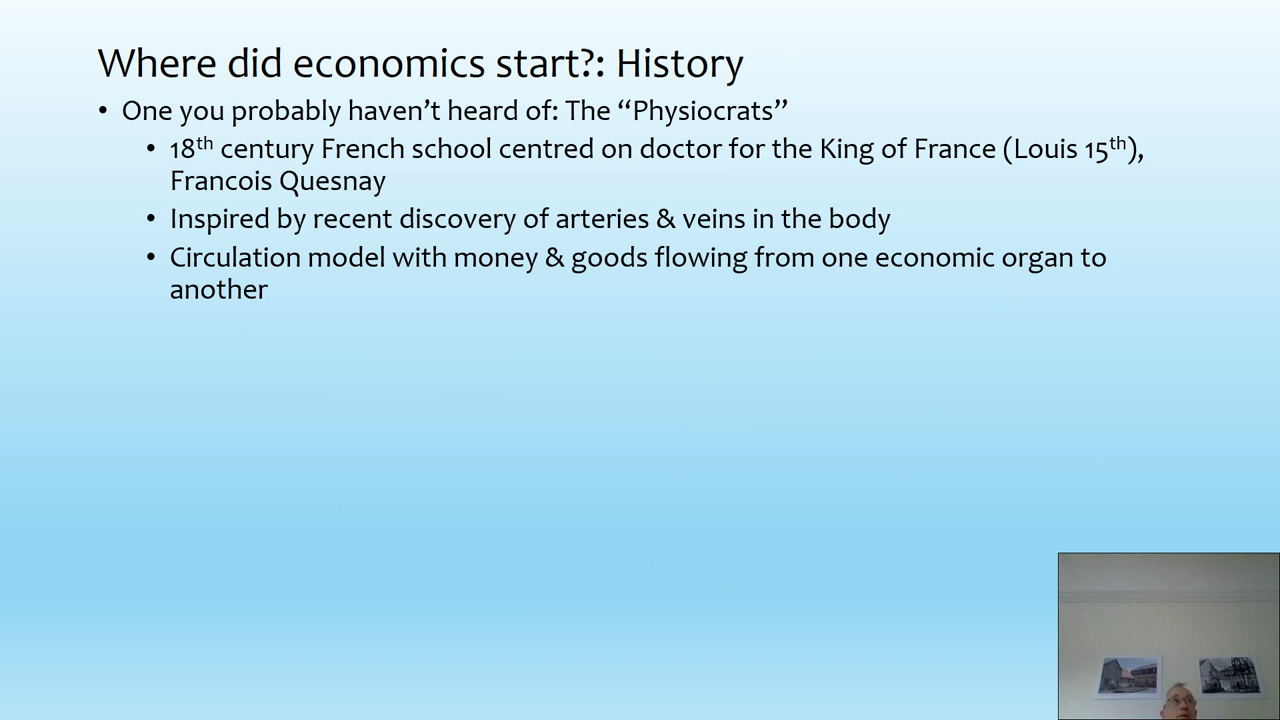 Where did economics start?: History
• One you probably haven’t heard of: The “Physiocrats”
• 18th century French school centred on doctor for the King of France (Louis 15th),
Francois Quesnay
• Inspired by recent discovery of arteries & veins in the body
• Circulation model with money & goods flowing from one economic organ to
another